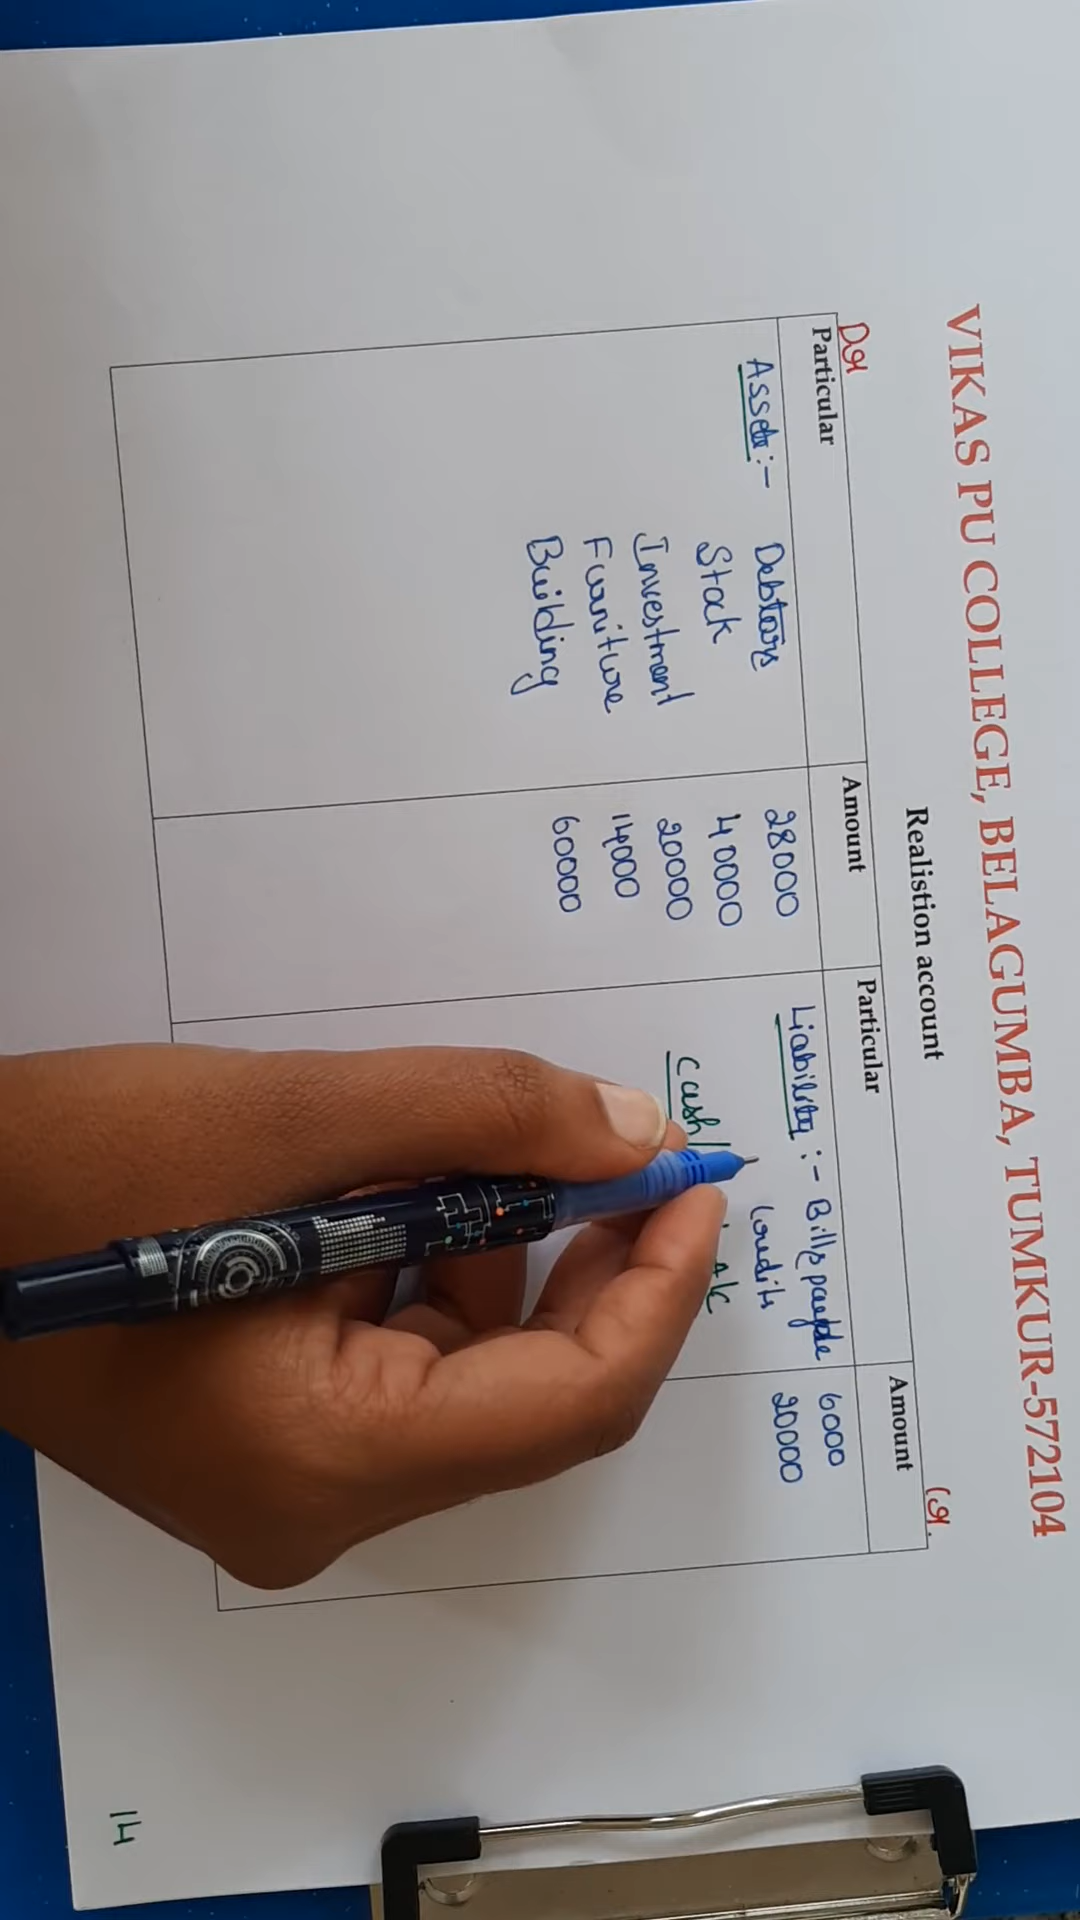 VIKAS PU COLLEGE, BELAGUMBA, TUMKUR-572104
Realistion account
Dr Cr.
Particular Amount Particular Amount
Assets :- Debtors 28000 Liability :- Bills payable 6000
Stock 40000 Credits 20000
Investment 20000 Cash/ A/c
Furniture 14000
Building 60000
14